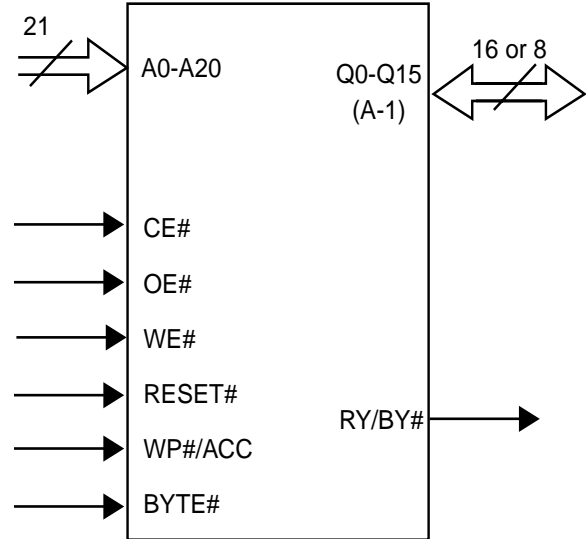 21
A0-A20
Q0-Q15
(A-1)
16 or 8
CE#
OE#
WE#
RESET#
WP#/ACC
BYTE#
RY/BY#